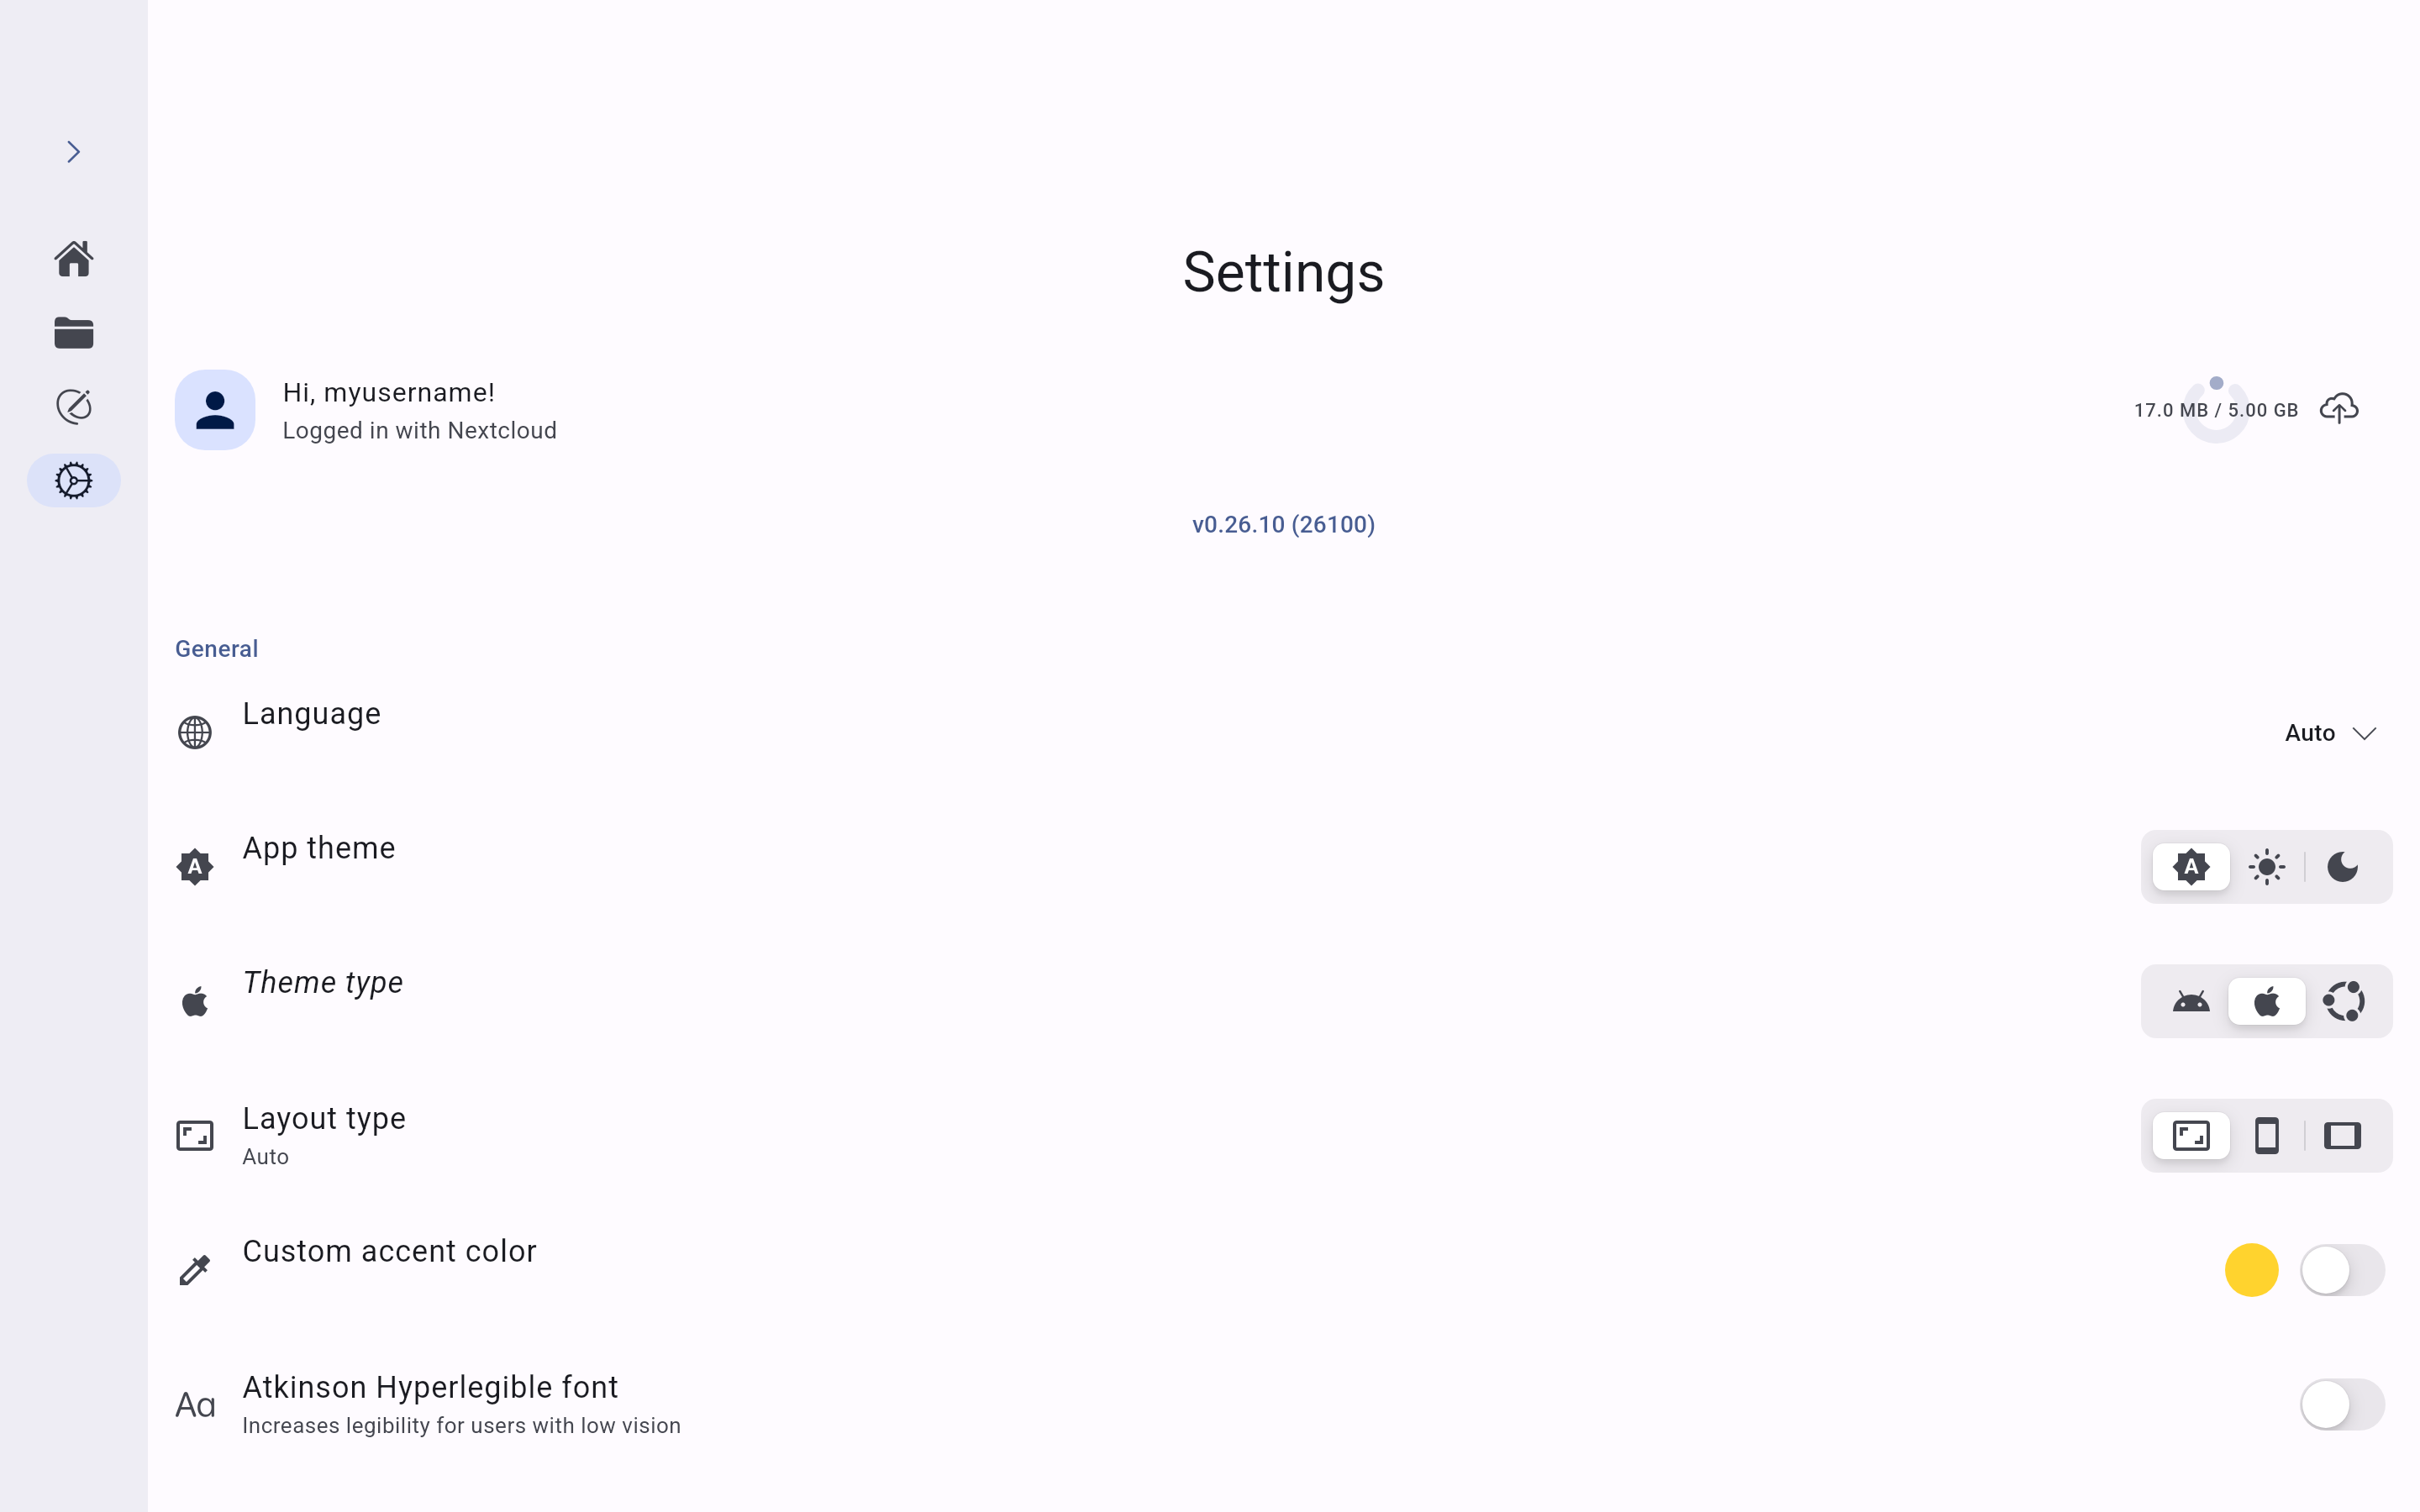 Settings
Hi, myusername!
Logged in with Nextcloud
17.0 MB / 5.00 GB
v0.26.10 (26100)
General
Language
Auto
App theme
Theme type
Layout type
Auto
Custom accent color
Atkinson Hyperlegible font
Increases legibility for users with low vision